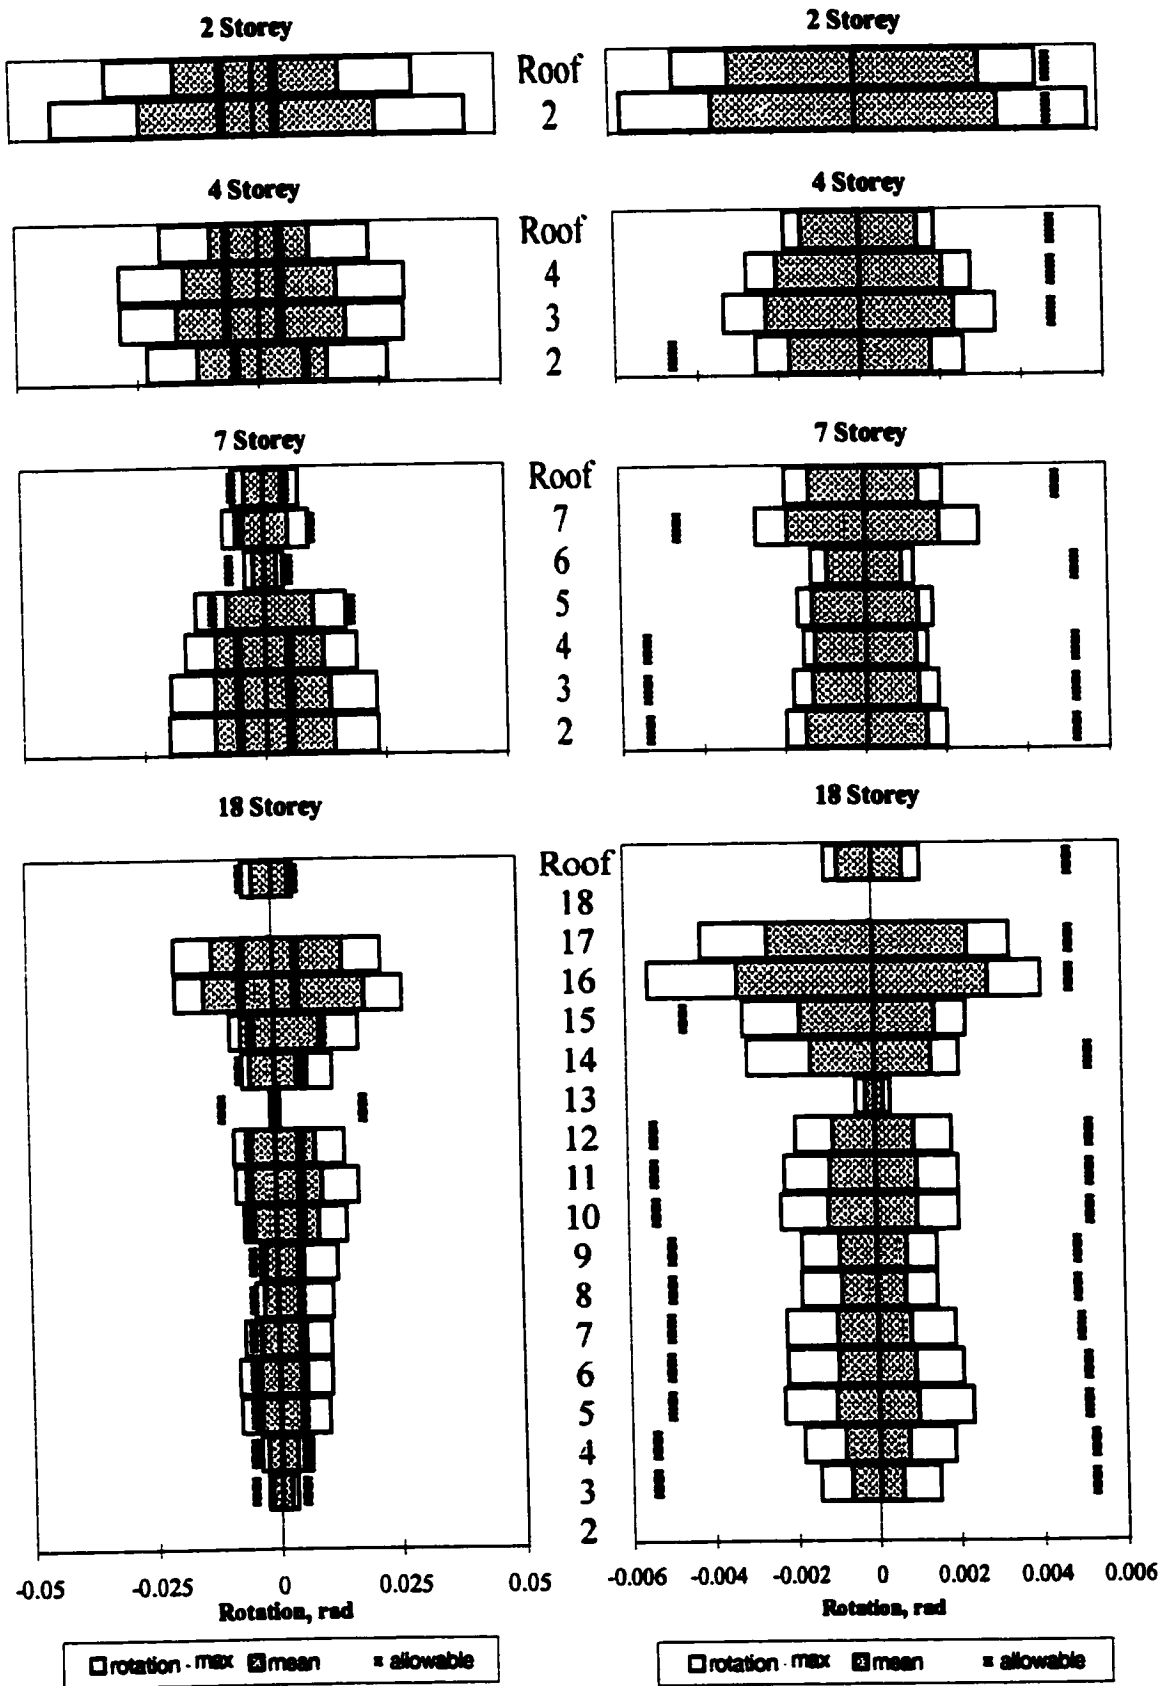 2 Storey
2 Storey
Roof
2
4 Storey
4 Storey
Roof
4
3
2
7 Storey
7 Storey
Roof
7
6
5
4
3
2
18 Storey
18 Storey
Roof
18
17
16
15
14
13
12
11
10
9
8
7
6
5
4
3
2
-0.05 -0.025 0 0.025 0.05
Rotation, rad
-0.006 -0.004 -0.002 0 0.002 0.004 0.006
Rotation, rad
rotation - max mean allowable
rotation - max mean allowable